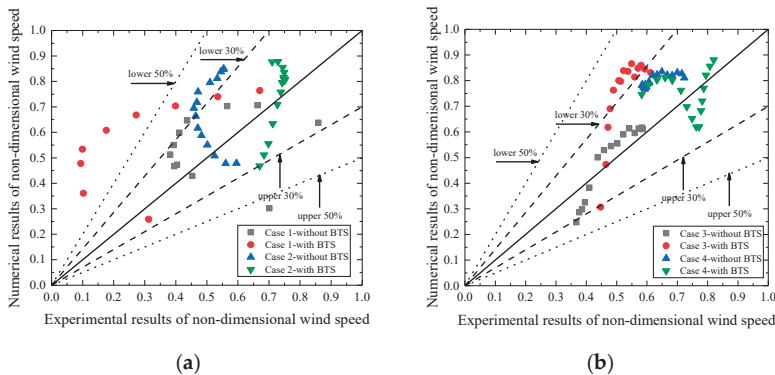 (a)
Numerical results of non-dimensional wind speed
1.0
0.9
0.8
0.7
0.6
0.5
0.4
0.3
0.2
0.1
0.0
lower 50%
lower 30%
upper 30%
upper 50%
Case 1-without BTS
Case 1-with BTS
Case 2-without BTS
Case 2-with BTS
0.0 0.1 0.2 0.3 0.4 0.5 0.6 0.7 0.8 0.9 1.0
Experimental results of non-dimensional wind speed
(a)
(b)
Numerical results of non-dimenisonal wind speed
1.0
0.9
0.8
0.7
0.6
0.5
0.4
0.3
0.2
0.1
0.0
lower 30%
lower 50%
upper 30%
upper 50%
Case 3-without BTS
Case 3-with BTS
Case 4-without BTS
Case 4-with BTS
0.0 0.1 0.2 0.3 0.4 0.5 0.6 0.7 0.8 0.9 1.0
Experimental results of non-dimensional wind speed
(b)